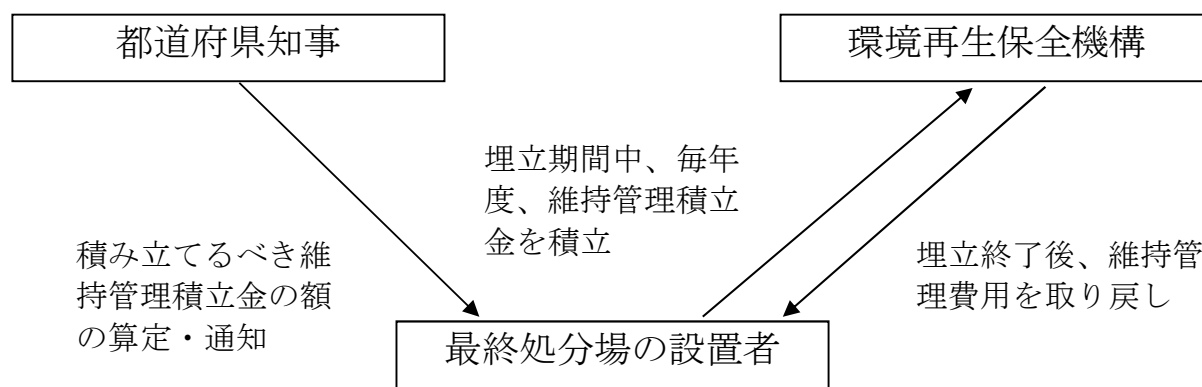 都道府県知事
環境再生保全機構
埋立期間中、毎年
度、維持管理積立
金を積立
積み立てるべき維
持管理積立金の額
の算定・通知
埋立終了後、維持管
理費用を取り戻し
最終処分場の設置者